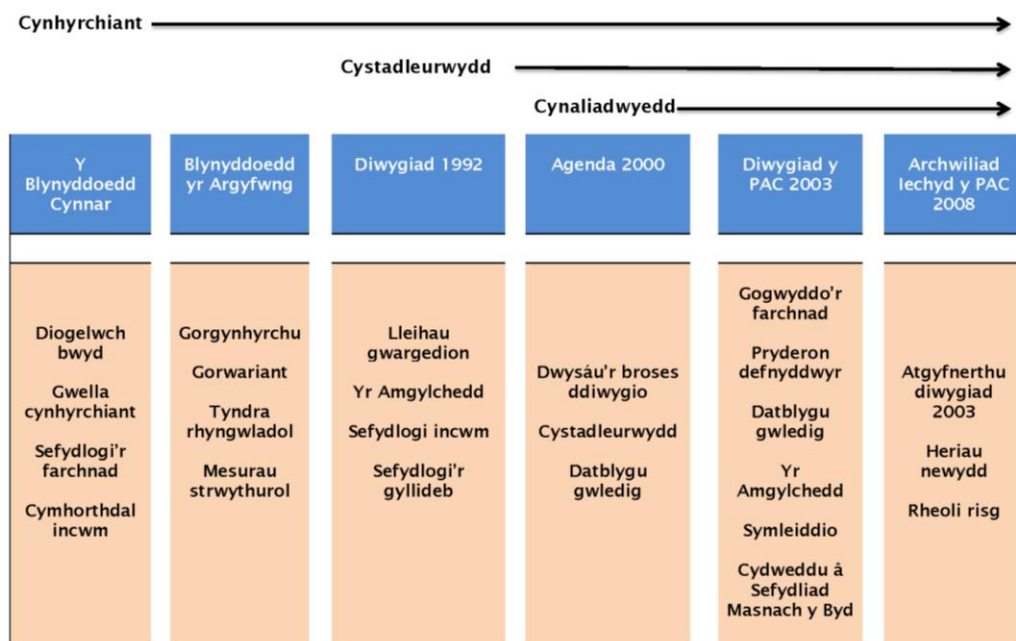 Cynhyrchiant
Cystadleurwydd
Cynaliadwyedd
Y
Blynyddoedd
Cynnar
Blynyddoedd
yr Argyfwng
Diwygiad 1992
Agenda 2000
Diwygiad y
PAC 2003
Archwiliad
Iechyd y PAC
2008
Diogelwch
bwyd
Gwella
cynhyrchiant
Sefydlogi'r
farchnad
Cymhorthdal
incwm
Gorgynhyrchu
Gorwariant
Tyndra
rhyngwladol
Mesurau
strwythurol
Lleihau
gwargedion
Yr Amgylchedd
Sefydlogi incwm
Sefydlogi'r
gyllideb
Dwysáu'r broses
ddiwygio
Cystadleurwydd
Datblygu
gwledig
Gogwyddo'r
farchnad
Pryderon
defnyddwyr
Datblygu
gwledig
Yr
Amgylchedd
Symleiddio
Cydweddu â
Sefydliad
Masnach y Byd
Atgyfnerthu
diwygiad
2003
Heriau
newydd
Rheoli risg